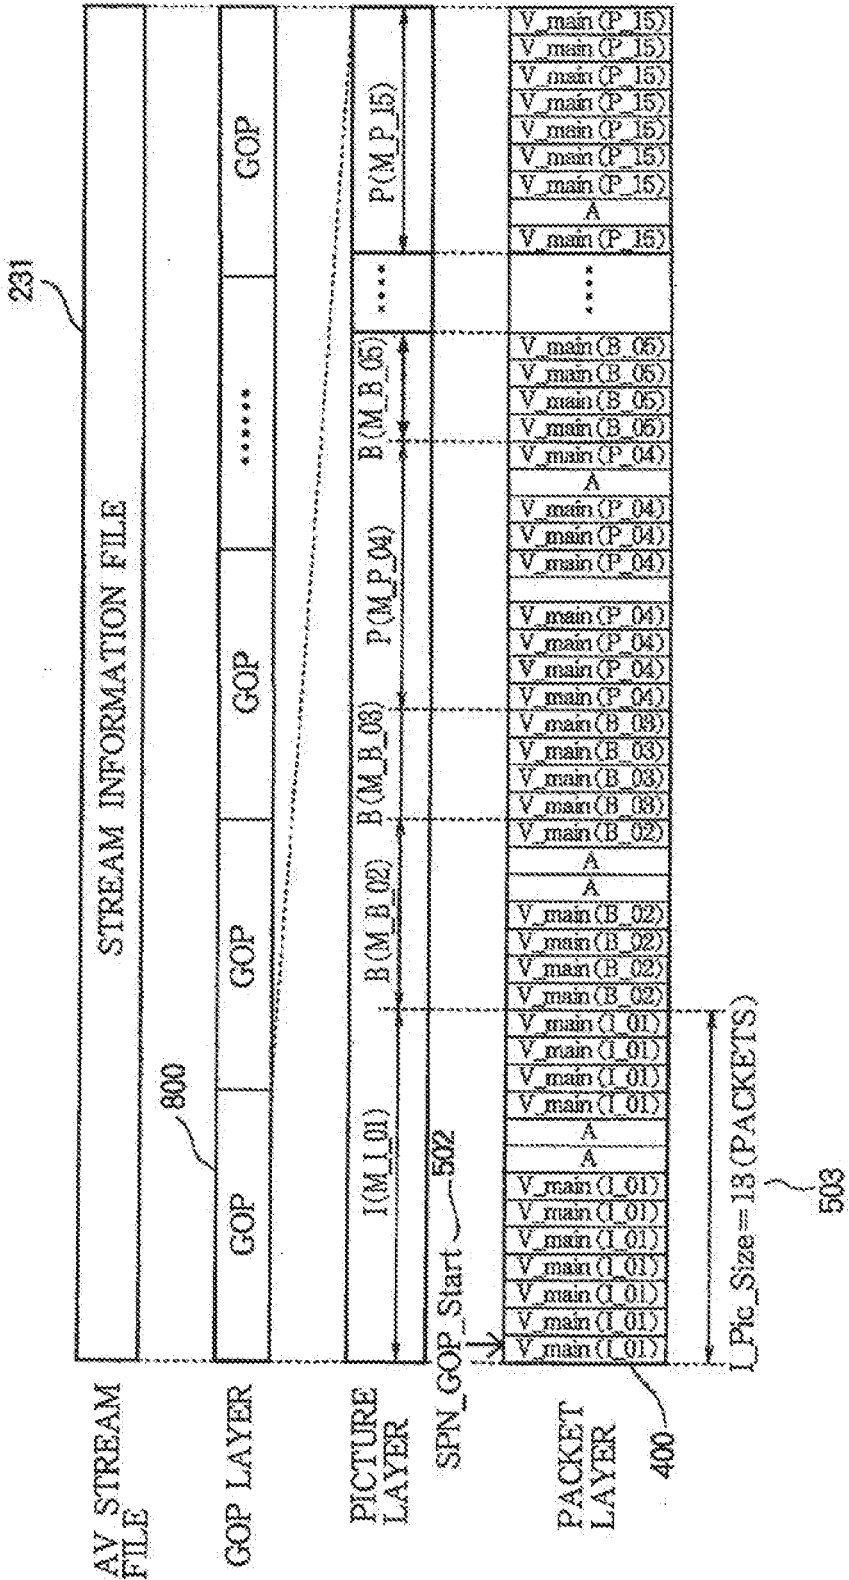 231
AV STREAM
FILE
STREAM INFORMATION FILE
800
GOP LAYER
GOP
GOP
GOP
••••••
GOP
PICTURE
LAYER
I(M_I_01)
B(M_B_02)
B(M_B_03)
P(M_P_04)
B(M_B_05)
••••
P(M_P_15)
SPN_GOP_Start
502
PACKET
LAYER
V_main(I_01)
V_main(I_01)
V_main(I_01)
V_main(I_01)
V_main(I_01)
V_main(I_01)
V_main(I_01)
A
A
V_main(I_01)
V_main(I_01)
V_main(I_01)
V_main(I_01)
V_main(B_02)
V_main(B_02)
V_main(B_02)
V_main(B_02)
A
A
V_main(B_02)
V_main(B_03)
V_main(B_03)
V_main(B_03)
V_main(B_03)
V_main(P_04)
V_main(P_04)
V_main(P_04)
V_main(P_04)
V_main(P_04)
V_main(P_04)
V_main(P_04)
A
V_main(P_04)
V_main(B_05)
V_main(B_05)
V_main(B_05)
V_main(B_05)
••••
V_main(P_15)
A
V_main(P_15)
V_main(P_15)
V_main(P_15)
V_main(P_15)
V_main(P_15)
V_main(P_15)
V_main(P_15)
400
I_Pic_Size=13(PACKETS)
503